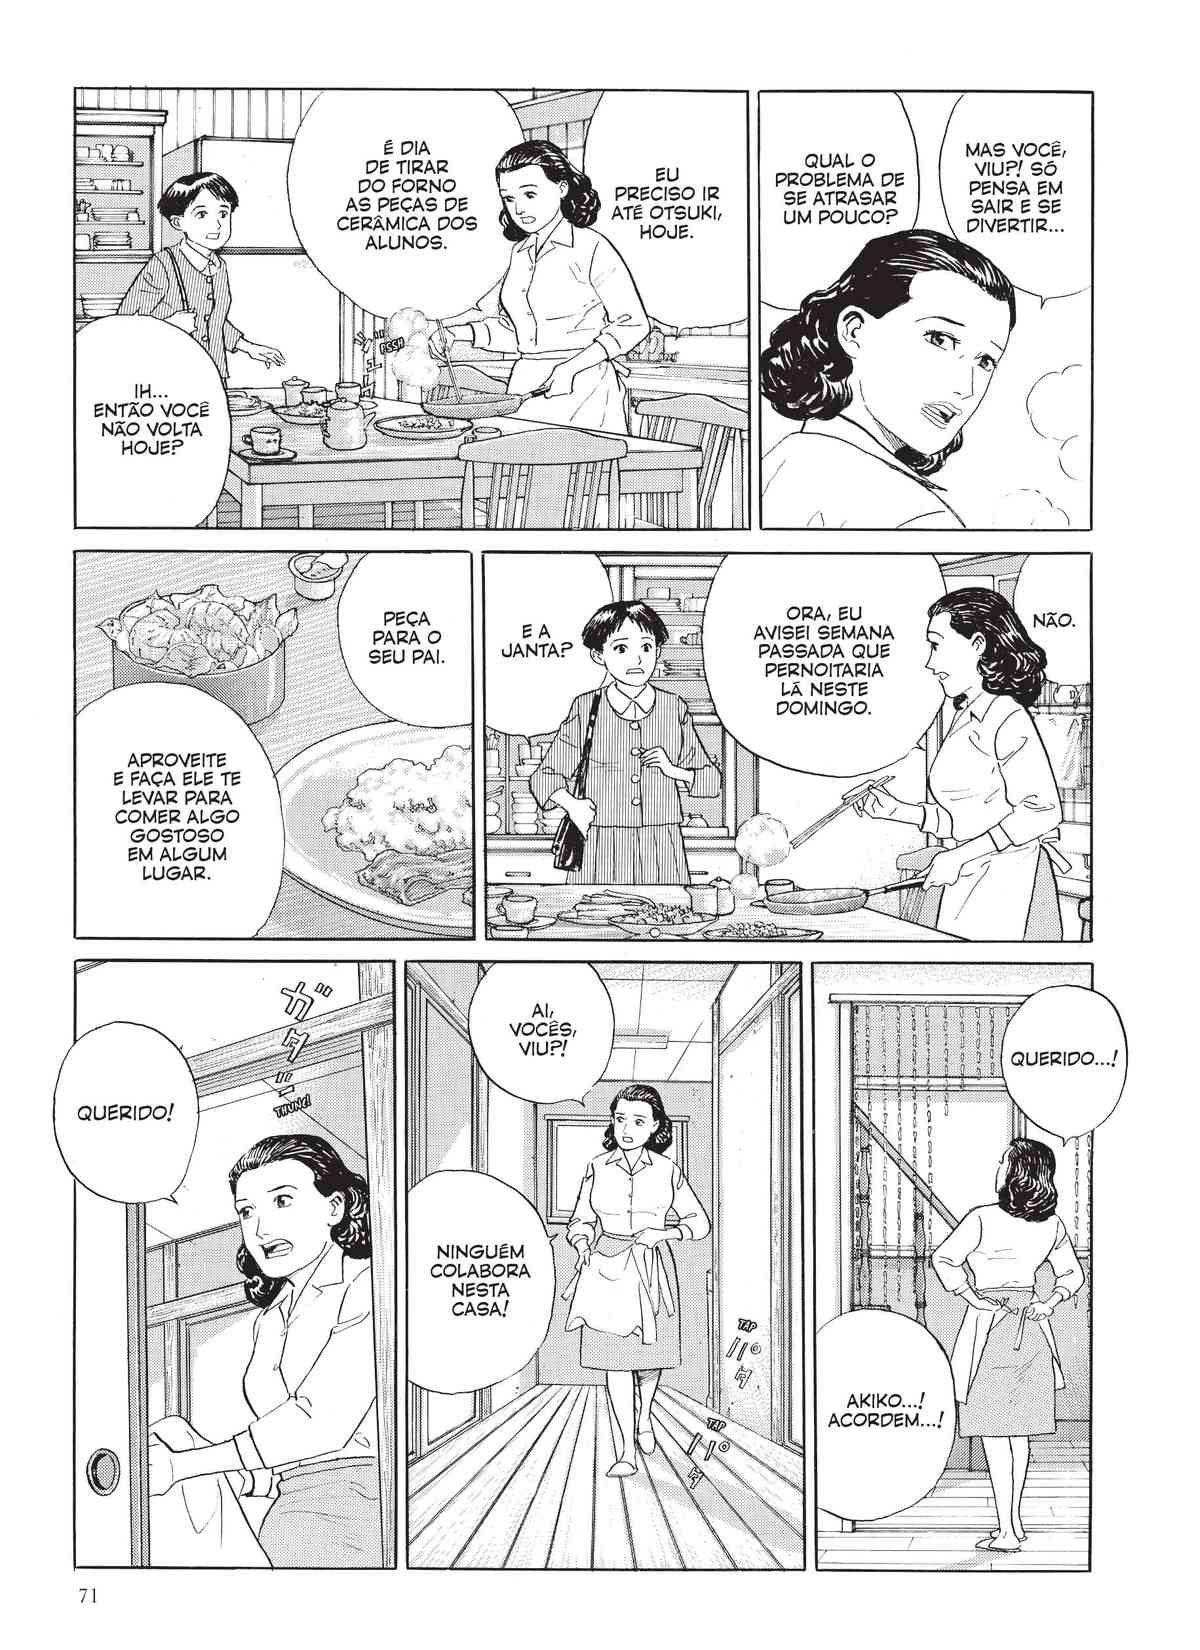 MAS VOCÊ,
VIU?! SÓ
PENSA EM
SAIR E SE
DIVERTIR...
QUAL O
PROBLEMA DE
SE ATRASAR
UM POUCO?
EU
PRECISO IR
ATÉ OTSUKI,
HOJE.
É DIA
DE TIRAR
DO FORNO
AS PEÇAS DE
CERÂMICA DOS
ALUNOS.
PSSH
IH...
ENTÃO VOCÊ
NÃO VOLTA
HOJE?
NÃO.
ORA, EU
AVISEI SEMANA
PASSADA QUE
PERNOITARIA
LÁ NESTE
DOMINGO.
E A
JANTA?
PEÇA
PARA O
SEU PAI.
APROVEITE
E FAÇA ELE TE
LEVAR PARA
COMER ALGO
GOSTOSO
EM ALGUM
LUGAR.
QUERIDO...!
AKIKO...!
ACORDEM...!
AI,
VOCÊS,
VIU?!
NINGUÉM
COLABORA
NESTA
CASA!
TAP
パタ
TAP
パタ
THUNC!
QUERIDO!
71